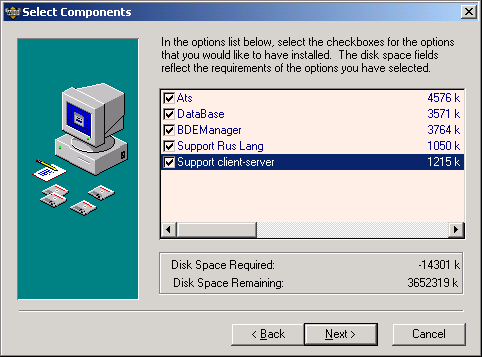 Select Components
In the options list below, select the checkboxes for the options
that you would like to have installed. The disk space fields
reflect the requirements of the options you have selected.
Ats 4576 k
DataBase 3571 k
BDEManager 3764 k
Support Rus Lang 1050 k
Support client-server 1215 k
Disk Space Required: -14301 k
Disk Space Remaining: 3652319 k
< Back Next > Cancel